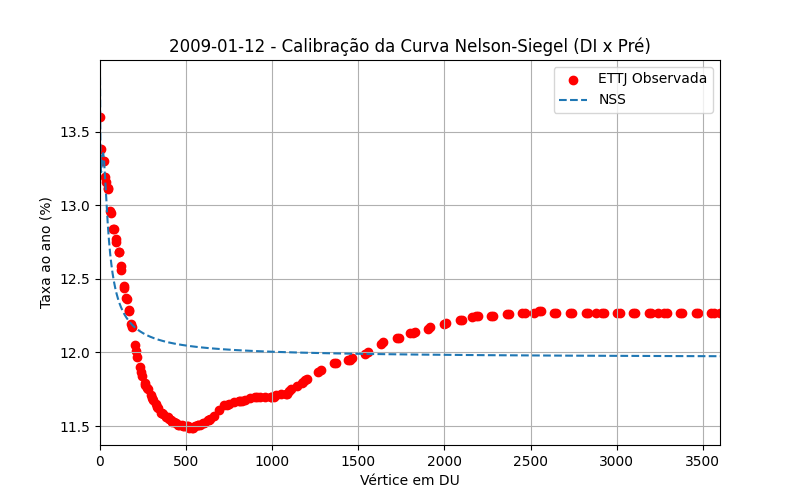 2009-01-12 - Calibração da Curva Nelson-Siegel (DI x Pré)
ETTJ Observada
NSS
Taxa ao ano (%)
13.5
13.0
12.5
12.0
11.5
0 500 1000 1500 2000 2500 3000 3500
Vértice em DU